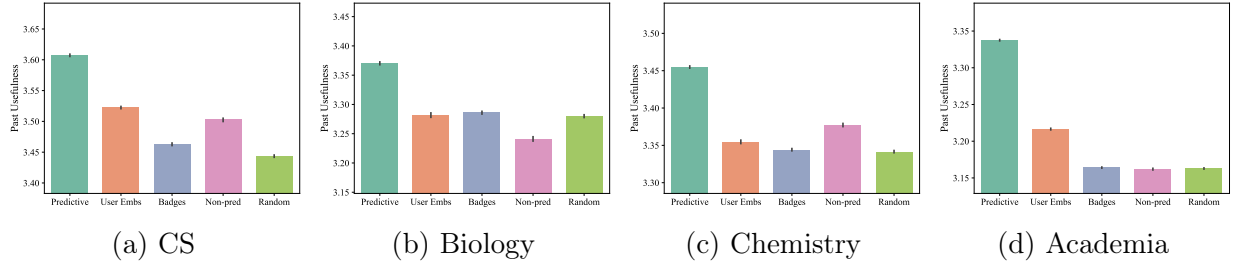 Past Usefulness
3.65
3.60
3.55
3.50
3.45
3.40
Predictive User Embs Badges Non-pred Random
(a) CS
Past Usefulness
3.45
3.40
3.35
3.30
3.25
3.20
3.15
Predictive User Embs Badges Non-pred Random
(b) Biology
Past Usefulness
3.50
3.45
3.40
3.35
3.30
Predictive User Embs Badges Non-pred Random
(c) Chemistry
Past Usefulness
3.35
3.30
3.25
3.20
3.15
Predictive User Embs Badges Non-pred Random
(d) Academia